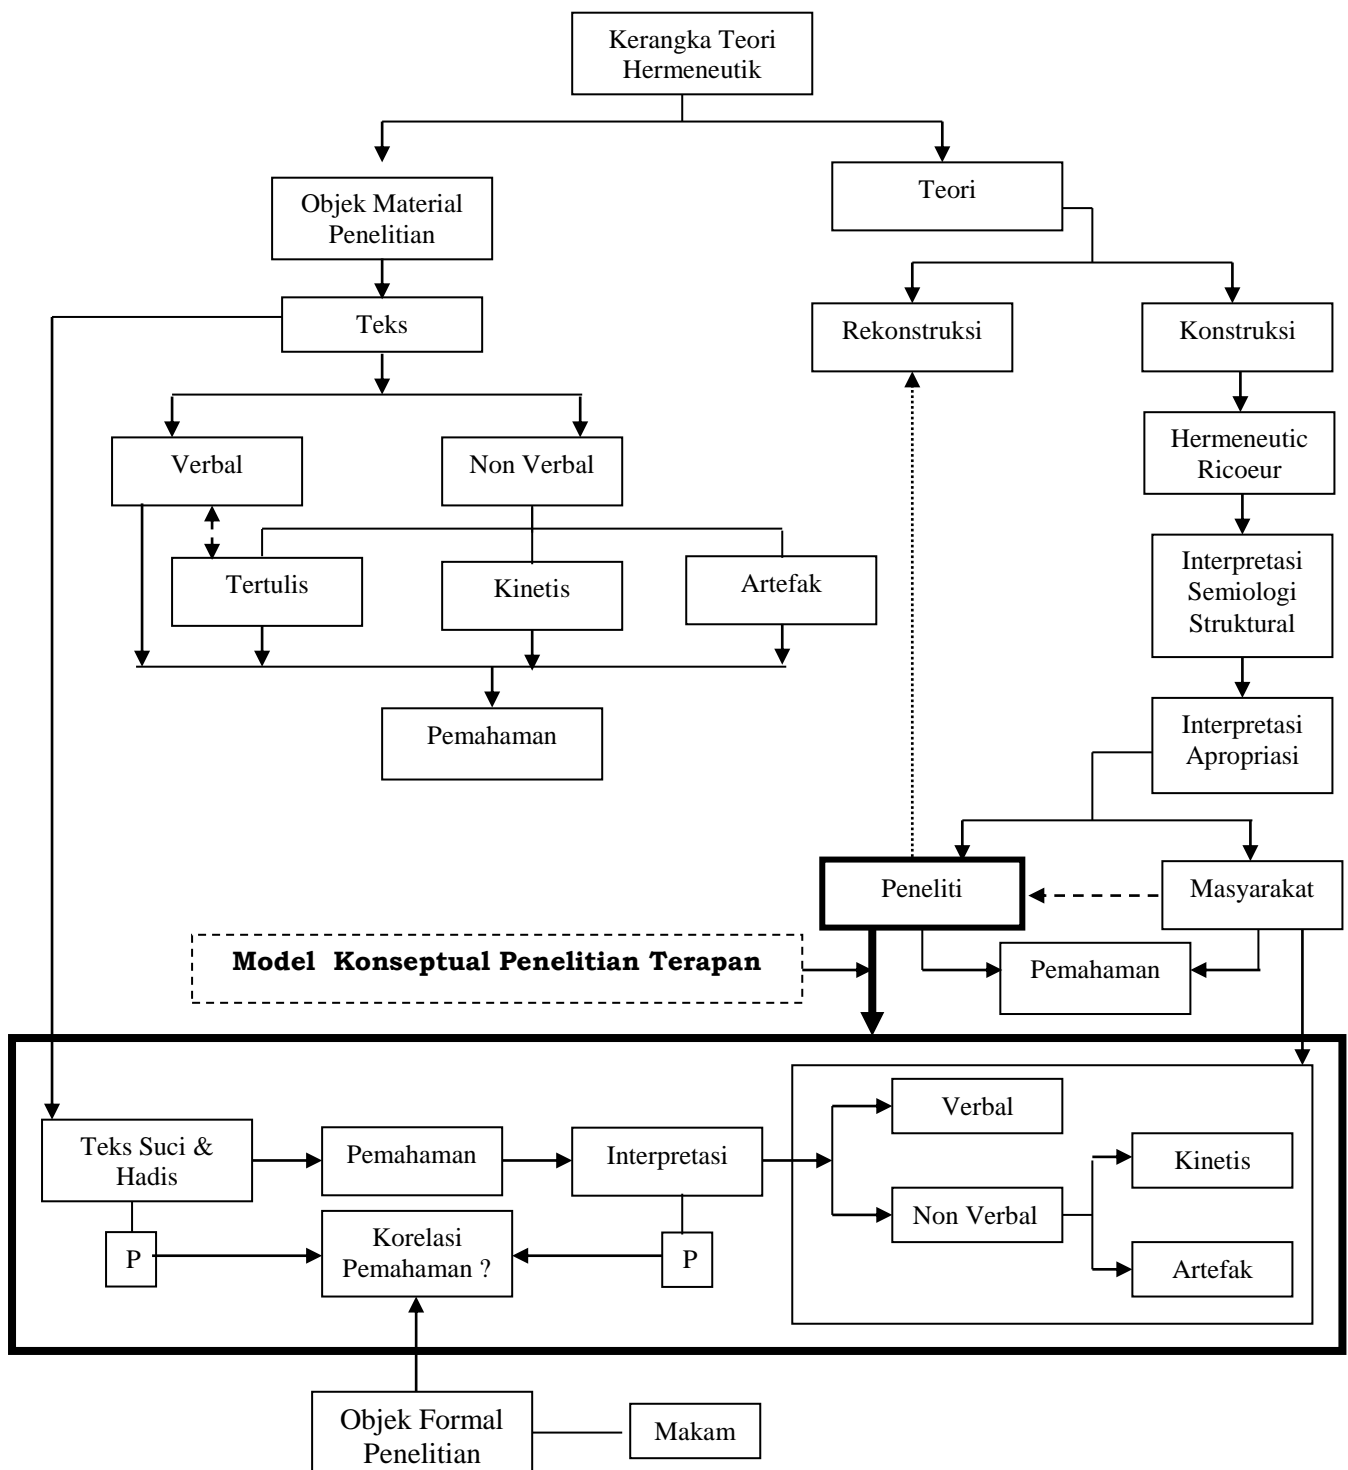 Kerangka Teori
Hermeneutik
Objek Material
Penelitian
Teori
Teks
Rekonstruksi
Konstruksi
Verbal
Non Verbal
Hermeneutic
Ricoeur
Tertulis
Kinetis
Artefak
Interpretasi
Semiologi
Struktural
Pemahaman
Interpretasi
Apropriasi
Peneliti
Masyarakat
Model  Konseptual Penelitian Terapan
Pemahaman
Teks Suci &
Hadis
Pemahaman
Interpretasi
Verbal
Non Verbal
Kinetis
Artefak
P
Korelasi
Pemahaman ?
P
Objek Formal
Penelitian
Makam